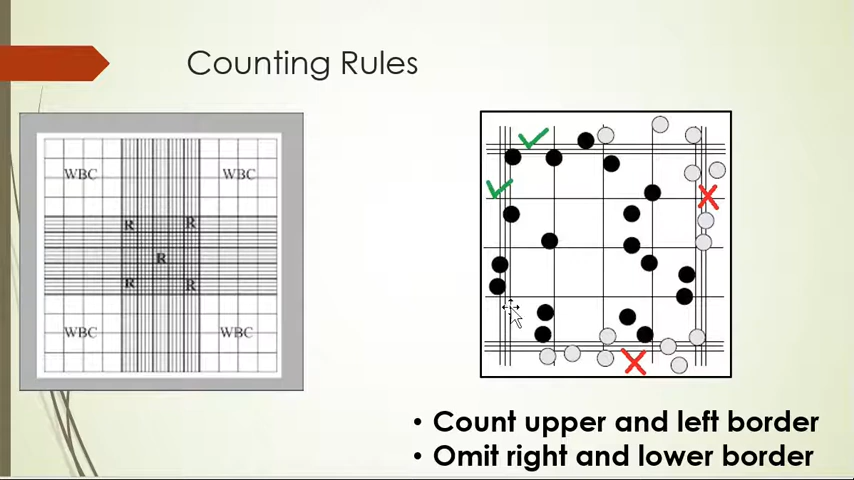 Counting Rules
WBC
WBC
R
R
R
R
R
WBC
WBC
• Count upper and left border
• Omit right and lower border